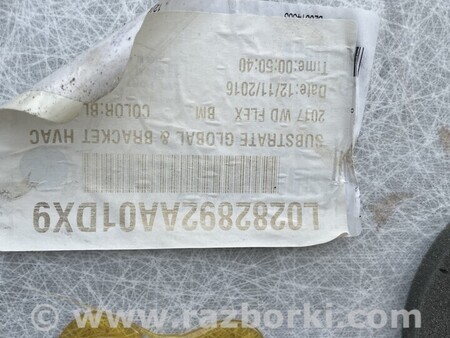 L0282892AA01DX9
SUBSTRATE GLOBAL & BRACKET HVAC
2017 WD FLEX BM COLOR:BL
Date:12/11/2016
Time:00:50:40
© www.razborki.com